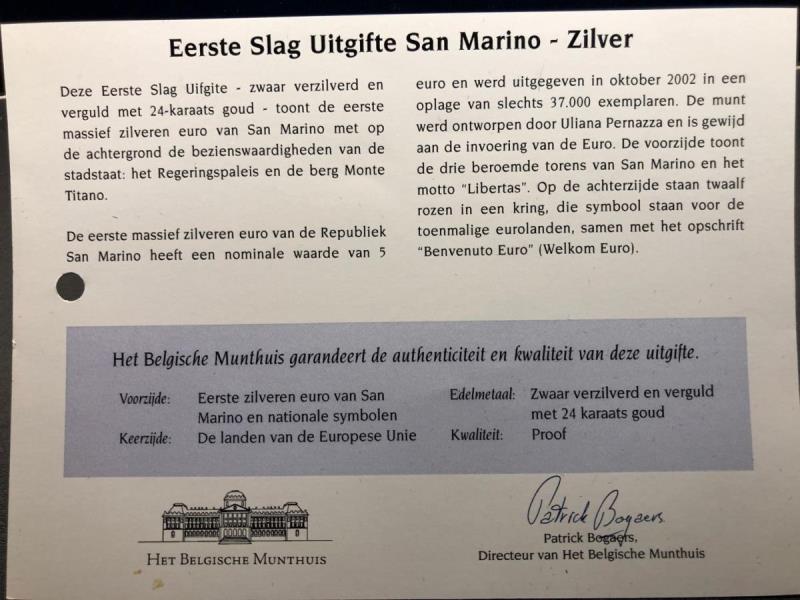 Eerste Slag Uitgifte San Marino - Zilver
Deze Eerste Slag Uifgite - zwaar verzilverd en
verguld met 24-karaats goud - toont de eerste
massief zilveren euro van San Marino met op
de achtergrond de bezienswaardigheden van de
stadstaat: het Regeringspaleis en de berg Monte
Titano.
De eerste massief zilveren euro van de Republiek
San Marino heeft een nominale waarde van 5
euro en werd uitgegeven in oktober 2002 in een
oplage van slechts 37.000 exemplaren. De munt
werd ontworpen door Uliana Pernazza en is gewijd
aan de invoering van de Euro. De voorzijde toont
de drie beroemde torens van San Marino en het
motto "Libertas". Op de achterzijde staan twaalf
rozen in een kring, die symbool staan voor de
toenmalige eurolanden, samen met het opschrift
"Benvenuto Euro" (Welkom Euro).
Het Belgische Munthuis garandeert de authenticiteit en kwaliteit van deze uitgifte.
Voorzijde: Eerste zilveren euro van San
Marino en nationale symbolen
Keerzijde: De landen van de Europese Unie
Edelmetaal: Zwaar verzilverd en verguld
met 24 karaats goud
Kwaliteit: Proof
HET BELGISCHE MUNTHUIS
Patrick Bogaers
Patrick Bogaers,
Directeur van Het Belgische Munthuis